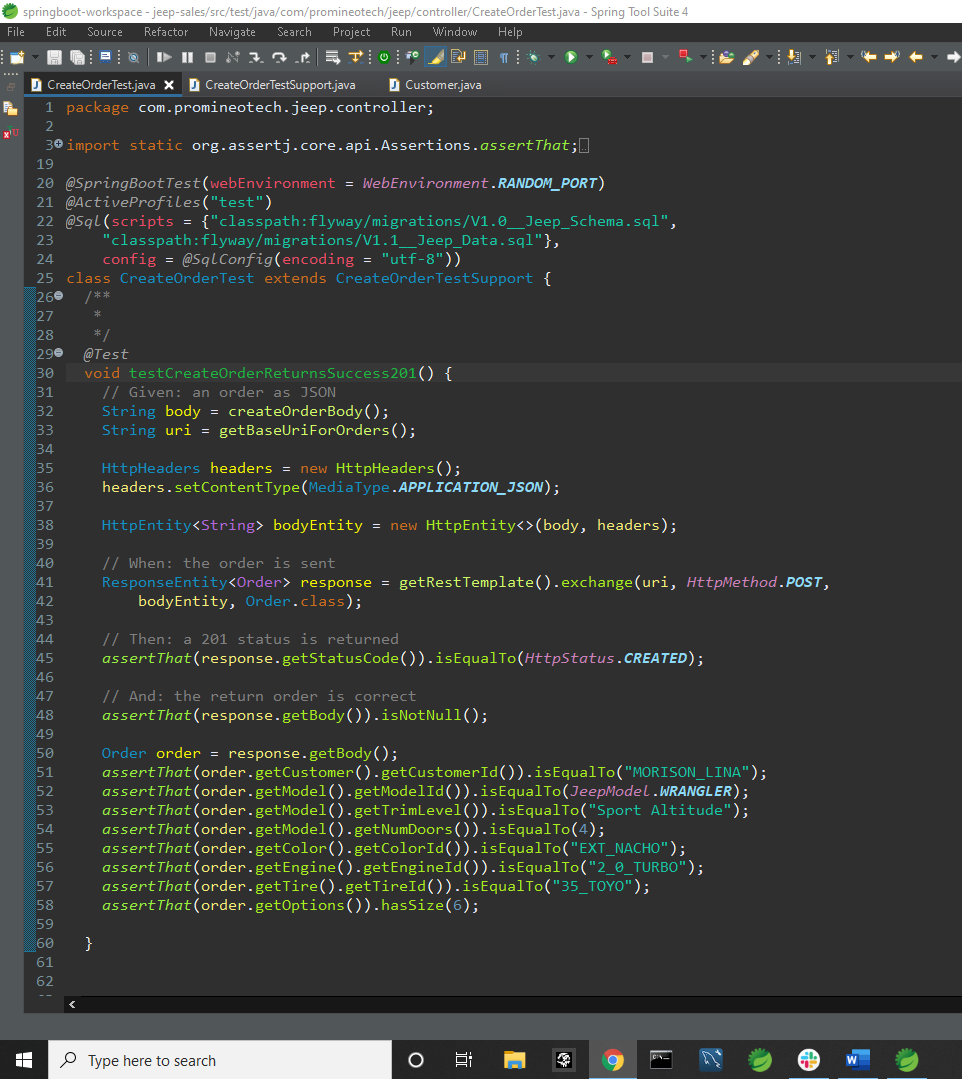 springboot-workspace - jeep-sales/src/test/java/com/promineotech/jeep/controller/CreateOrderTest.java - Spring Tool Suite 4
File Edit Source Refactor Navigate Search Project Run Window Help
CreateOrderTest.java CreateOrderTestSupport.java Customer.java
1 package com.promineotech.jeep.controller;
2
3 import static org.assertj.core.api.Assertions.assertThat;
19
20 @SpringBootTest(webEnvironment = WebEnvironment.RANDOM_PORT)
21 @ActiveProfiles("test")
22 @Sql(scripts = {"classpath:flyway/migrations/V1.0__Jeep_Schema.sql",
23 "classpath:flyway/migrations/V1.1__Jeep_Data.sql"},
24 config = @SqlConfig(encoding = "utf-8"))
25 class CreateOrderTest extends CreateOrderTestSupport {
26 /**
27 *
28 */
29 @Test
30 void testCreateOrderReturnsSuccess201() {
31 // Given: an order as JSON
32 String body = createOrderBody();
33 String uri = getBaseUriForOrders();
34
35 HttpHeaders headers = new HttpHeaders();
36 headers.setContentType(MediaType.APPLICATION_JSON);
37
38 HttpEntity<String> bodyEntity = new HttpEntity<>(body, headers);
39
40 // When: the order is sent
41 ResponseEntity<Order> response = getRestTemplate().exchange(uri, HttpMethod.POST,
42 bodyEntity, Order.class);
43
44 // Then: a 201 status is returned
45 assertThat(response.getStatusCode()).isEqualTo(HttpStatus.CREATED);
46
47 // And: the return order is correct
48 assertThat(response.getBody()).isNotNull();
49
50 Order order = response.getBody();
51 assertThat(order.getCustomer().getCustomerId()).isEqualTo("MORISON_LINA");
52 assertThat(order.getModel().getModelId()).isEqualTo(JeepModel.WRANGLER);
53 assertThat(order.getModel().getTrimLevel()).isEqualTo("Sport Altitude");
54 assertThat(order.getModel().getNumDoors()).isEqualTo(4);
55 assertThat(order.getColor().getColorId()).isEqualTo("EXT_NACHO");
56 assertThat(order.getEngine().getEngineId()).isEqualTo("2_0_TURBO");
57 assertThat(order.getTire().getTireId()).isEqualTo("35_TOYO");
58 assertThat(order.getOptions()).hasSize(6);
59
60 }
61
62
Type here to search